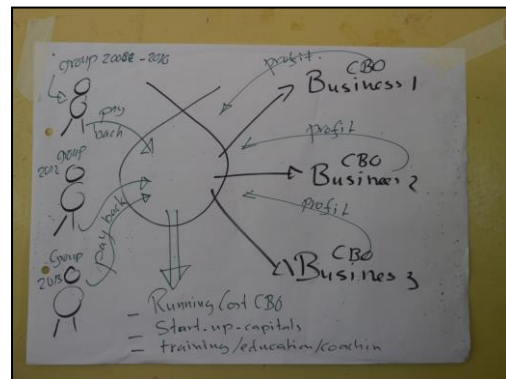 group 2008-2010
pay
back
group
2012
pay back
group
2013
profit
CBO
Business 1
profit
CBO
Business 2
profit
CBO
Business 3
- Running Cost CBO
- Start-up-capitals
- training/education/coachin